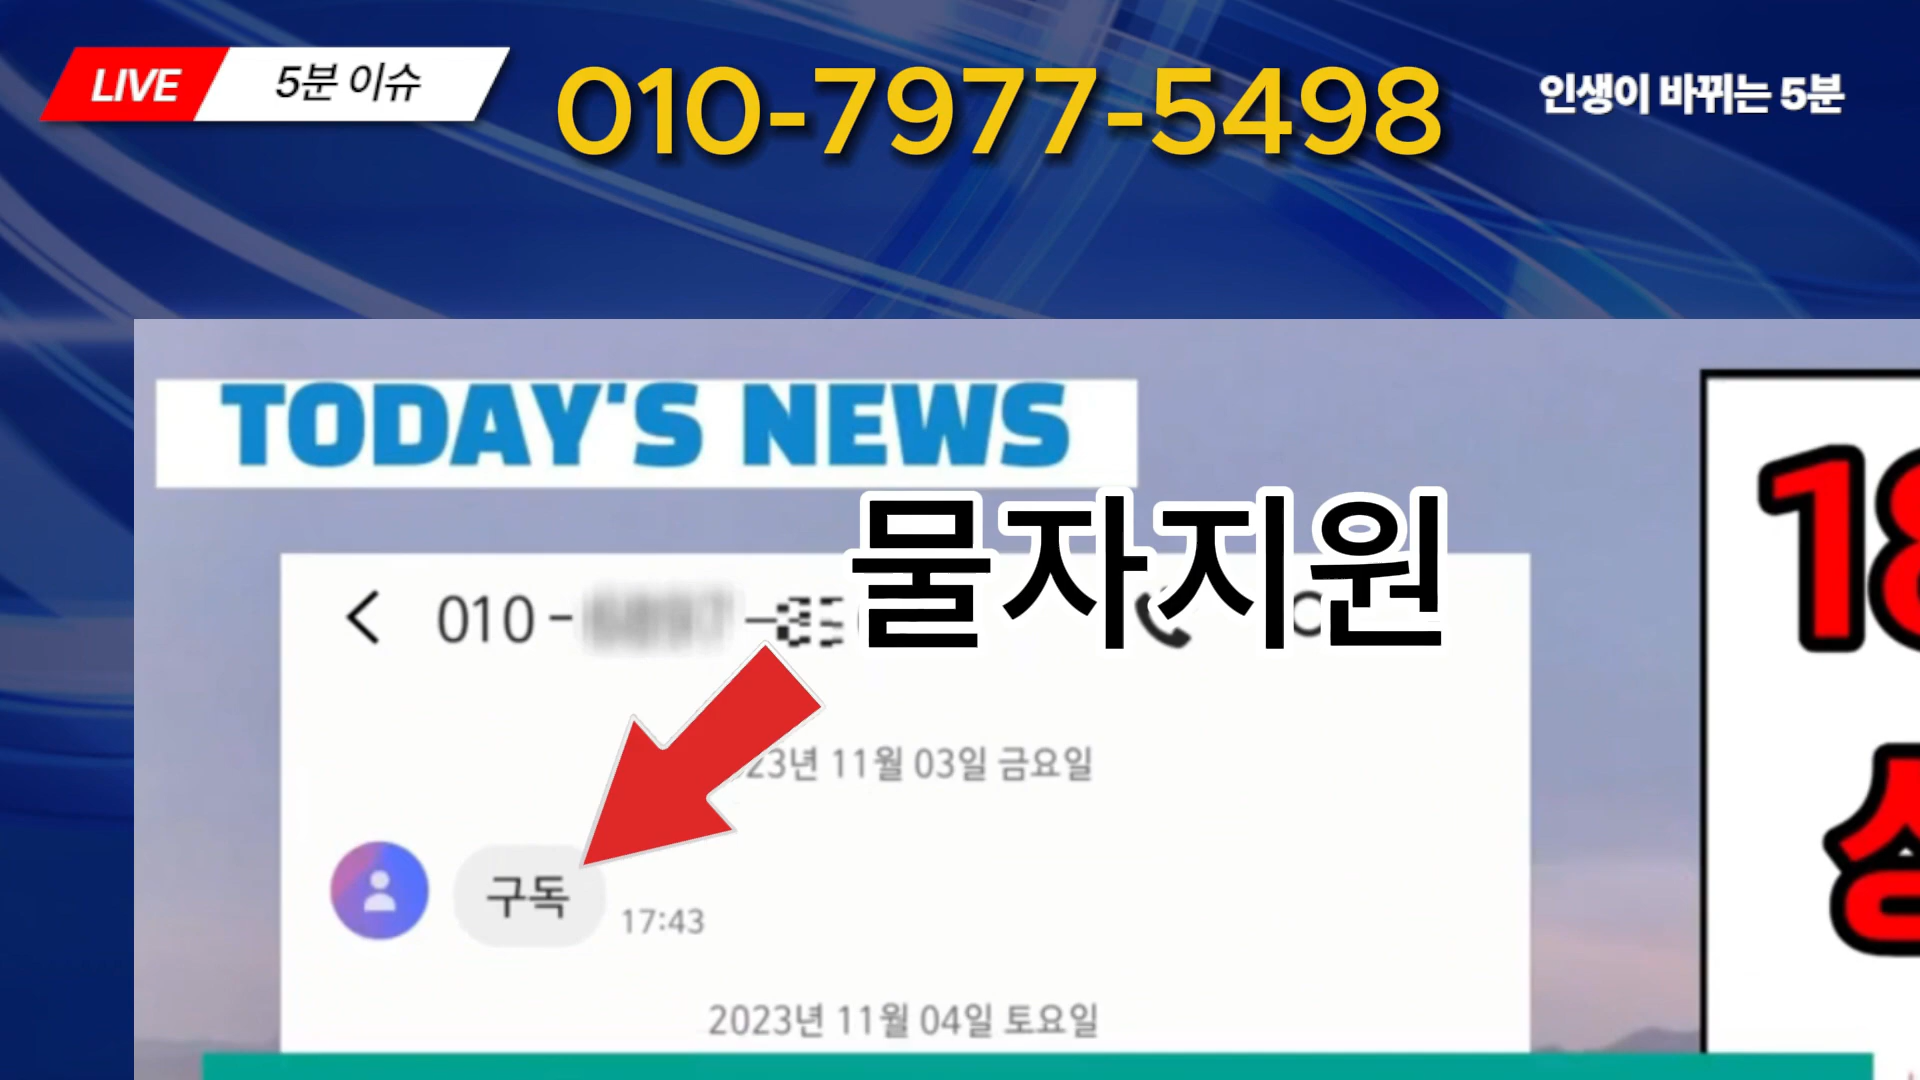 LIVE 5분 이슈 010-7977-5498 인생이 바뀌는 5분
TODAY'S NEWS
물자지원
010-
23년 11월 03일 금요일
구독 17:43
2023년 11월 04일 토요일